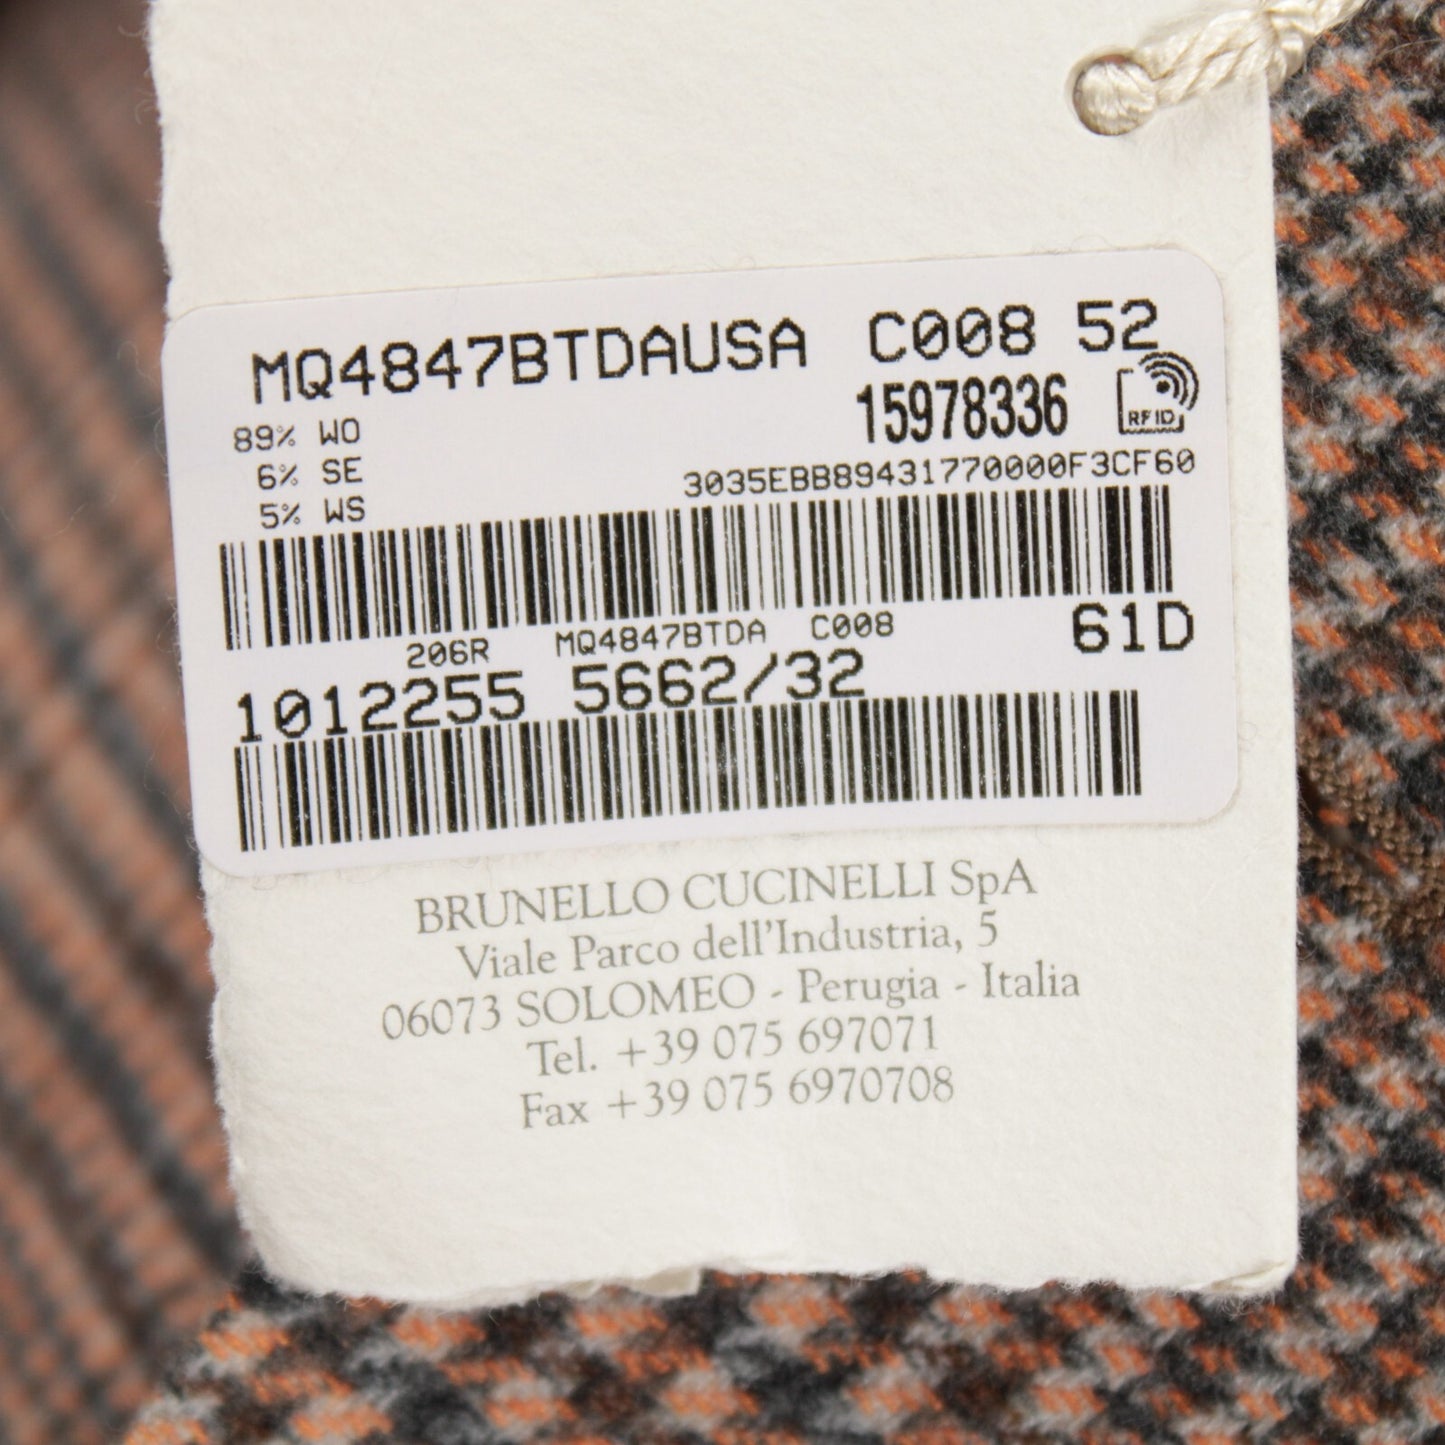 MQ4847BTDAUSA C008 52
15978336
RFID
89% WO
6% SE
5% WS
3035EBB89431770000F3CF60
206R MQ4847BTDA C008
61D
1012255 5662/32
BRUNELLO CUCINELLI SpA
Viale Parco dell'Industria, 5
06073 SOLOMEO - Perugia - Italia
Tel. +39 075 697071
Fax +39 075 6970708